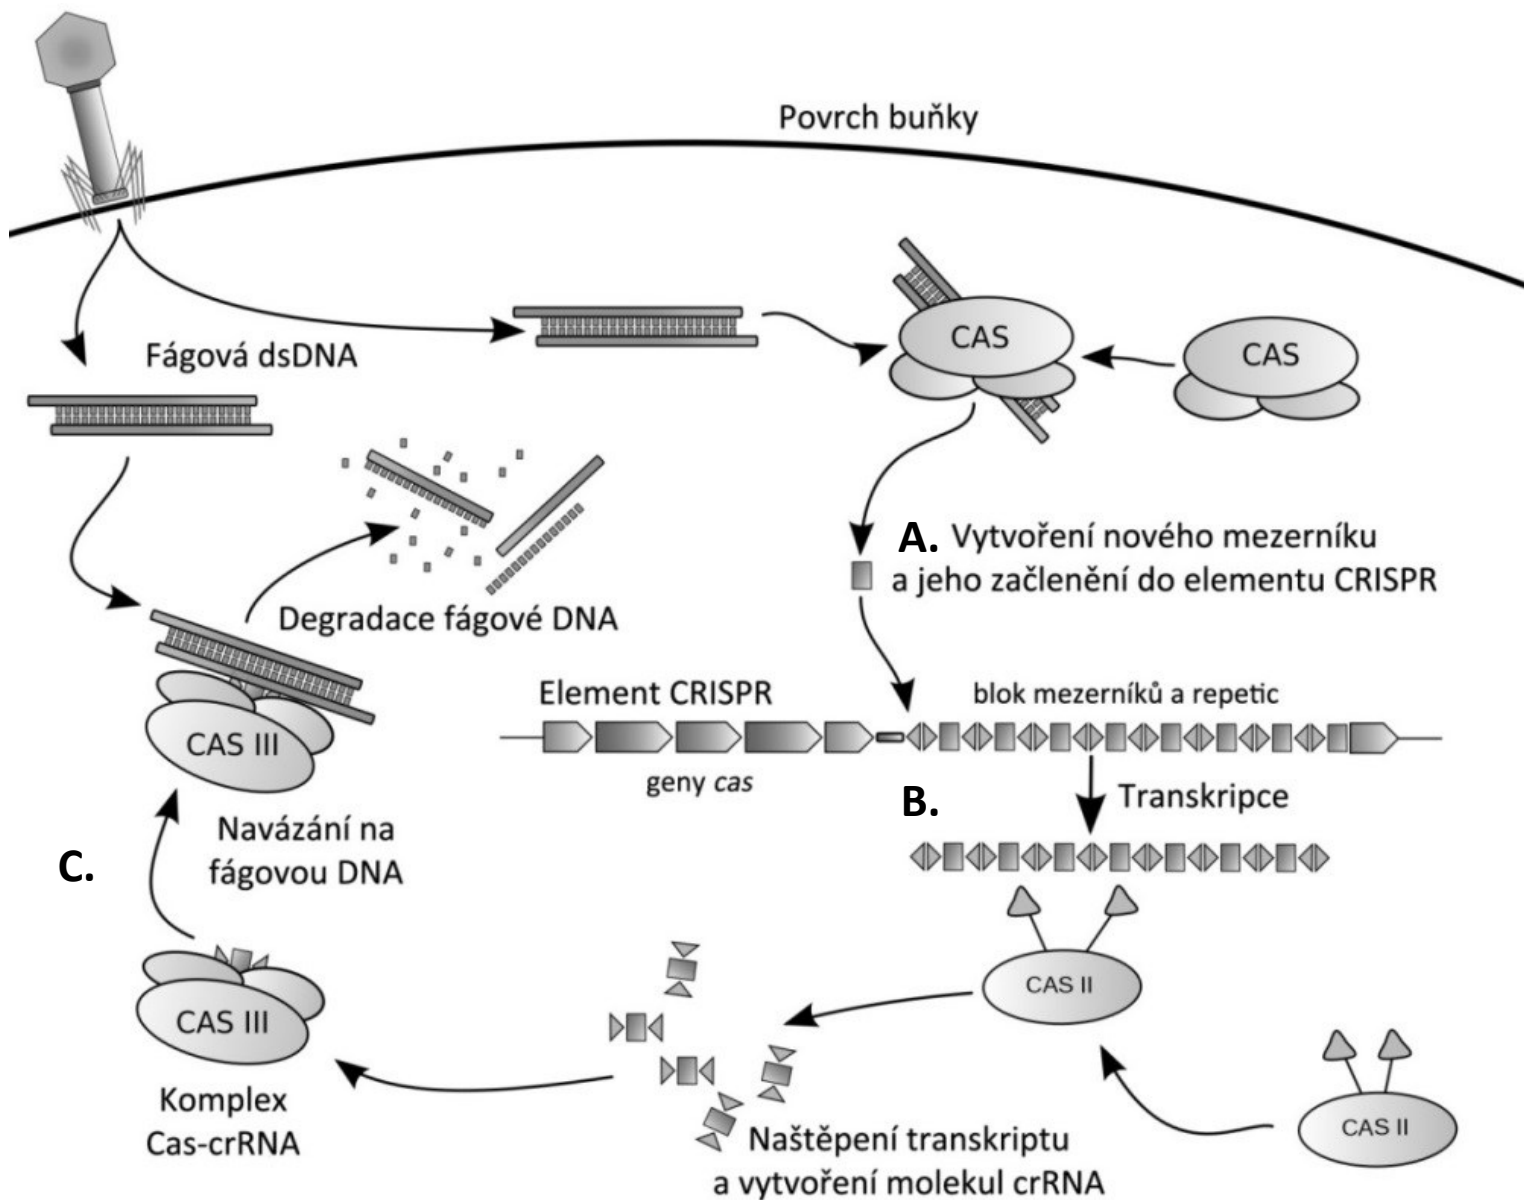 Povrch buňky
CAS
CAS
Fágová dsDNA
A. Vytvoření nového mezerníku
a jeho začlenění do elementu CRISPR
Degradace fágové DNA
Element CRISPR
blok mezerníků a repetic
CAS III
geny cas
B. Transkripce
Navázání na
fágovou DNA
C.
CAS II
CAS III
Komplex
Cas-crRNA
CAS II
Naštěpení transkriptu
a vytvoření molekul crRNA